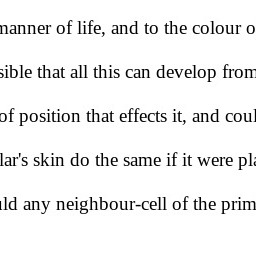 manner of life, and to the colour o
sible that all this can develop from
of position that effects it, and coul
lar's skin do the same if it were pla
uld any neighbour-cell of the prim